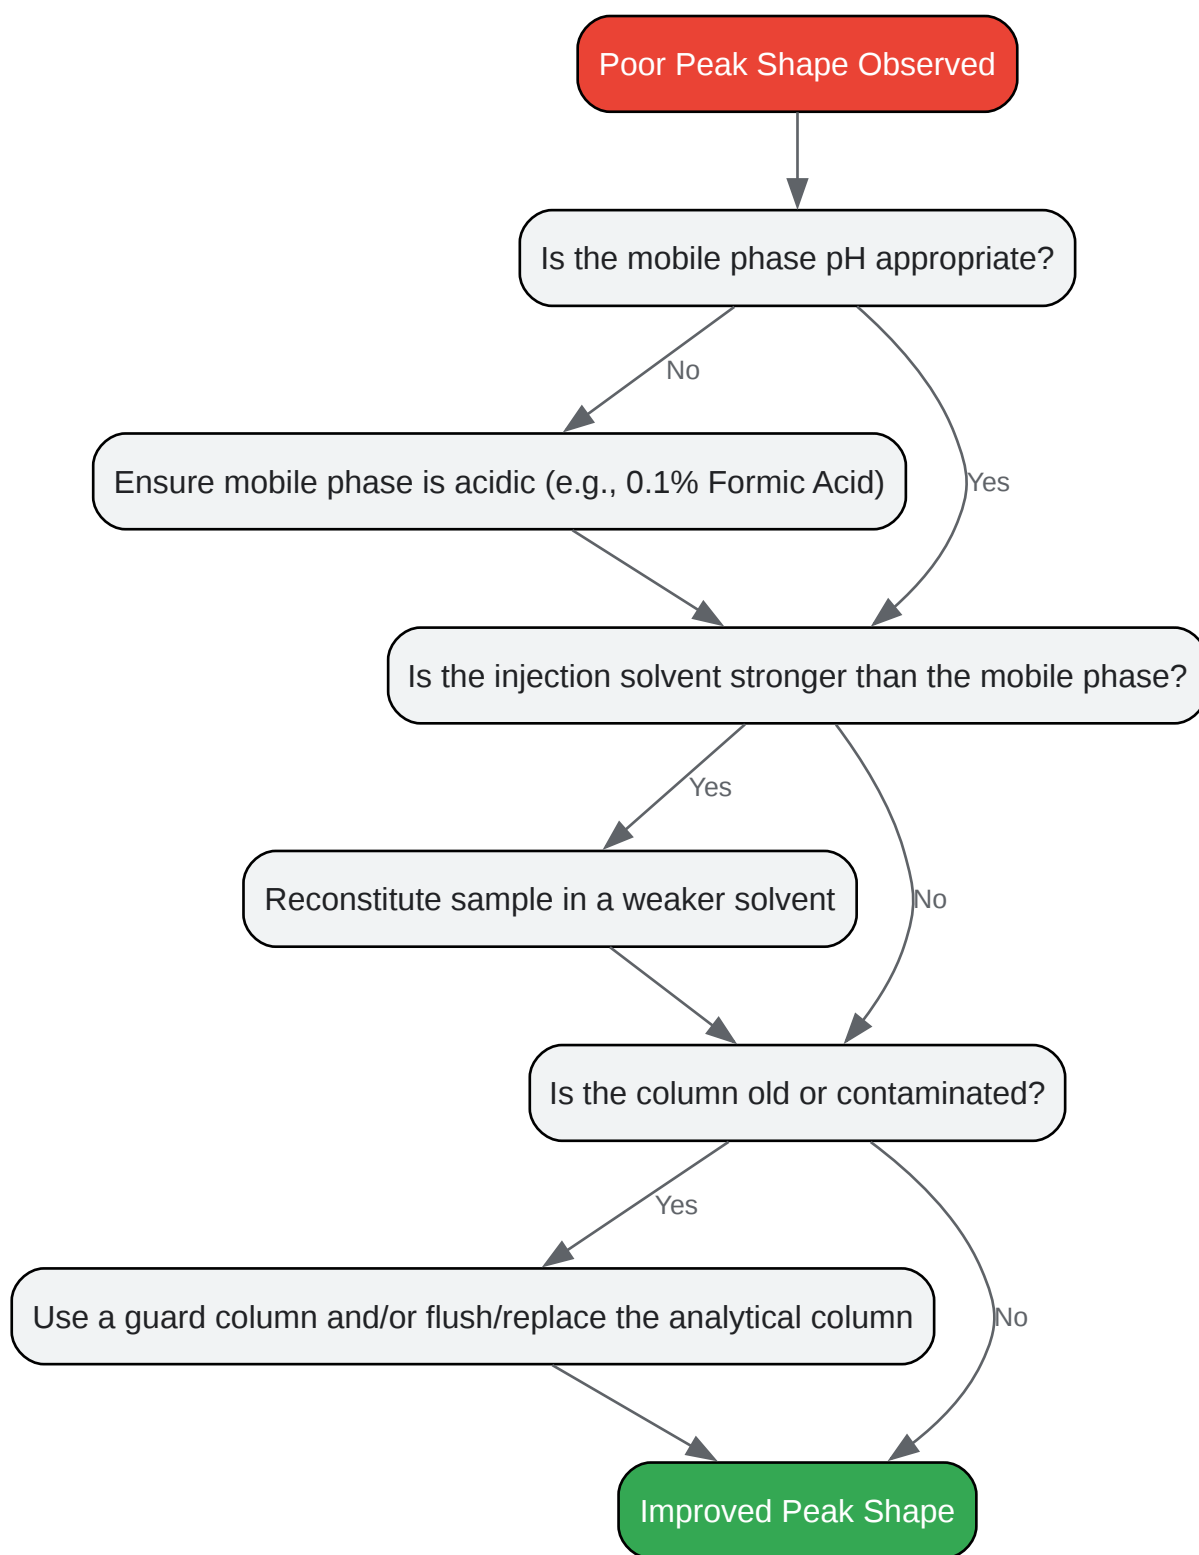 Poor Peak Shape Observed
Is the mobile phase pH appropriate?
No
Ensure mobile phase is acidic (e.g., 0.1% Formic Acid)
Yes
Is the injection solvent stronger than the mobile phase?
Yes
Reconstitute sample in a weaker solvent
No
Is the column old or contaminated?
Yes
Use a guard column and/or flush/replace the analytical column
No
Improved Peak Shape